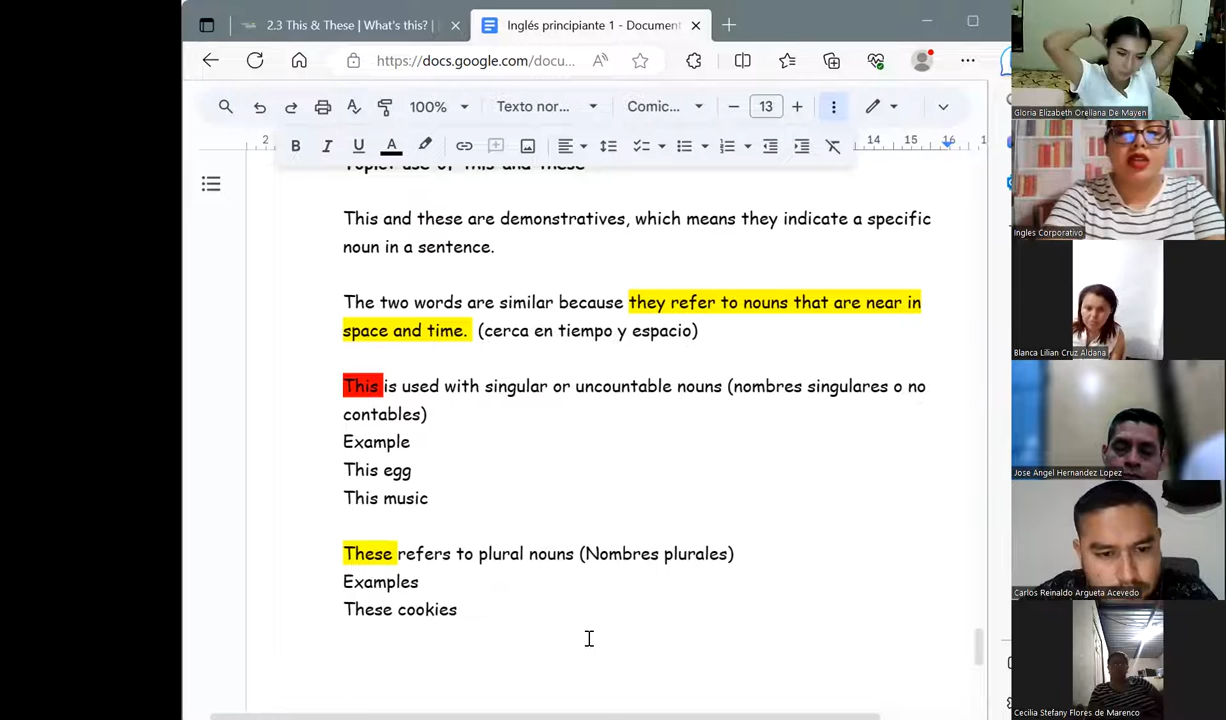 2.3 This & These | What's this? |
Inglés principiante 1 - Document
https://docs.google.com/docu...
100%
Texto nor...
Comic...
13
2
14
15
16
1
Topic: use of This and These
This and these are demonstratives, which means they indicate a specific
noun in a sentence.
The two words are similar because they refer to nouns that are near in
space and time. (cerca en tiempo y espacio)
This is used with singular or uncountable nouns (nombres singulares o no
contables)
Example
This egg
This music
These refers to plural nouns (Nombres plurales)
Examples
These cookies
Gloria Elizabeth Orellana De Mayen
Ingles Corporativo
Blanca Lilian Cruz Aldana
Jose Angel Hernandez Lopez
Carlos Reinaldo Argueta Acevedo
Cecilia Stefany Flores de Marenco